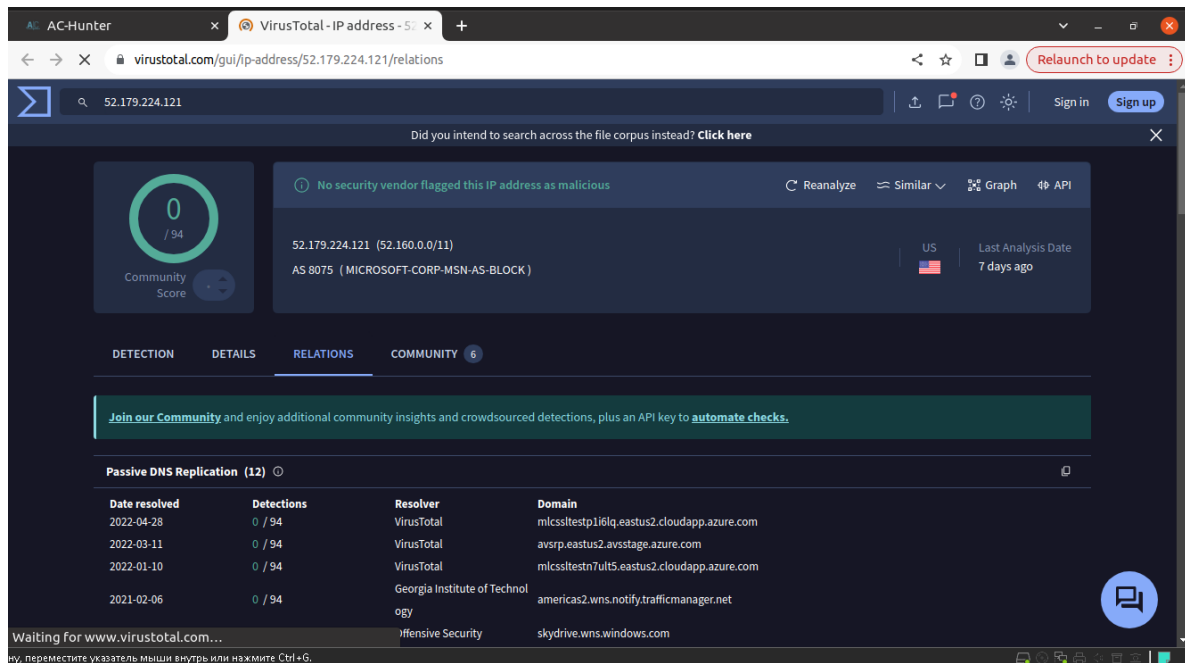 AC AC-Hunter
VirusTotal - IP address - 52
virustotal.com/gui/ip-address/52.179.224.121/relations
Relaunch to update
52.179.224.121
Sign in
Sign up
Did you intend to search across the file corpus instead? Click here
0
/ 94
Community
Score
-
No security vendor flagged this IP address as malicious
Reanalyze
Similar
Graph
API
52.179.224.121 (52.160.0.0/11)
AS 8075 ( MICROSOFT-CORP-MSN-AS-BLOCK )
US
Last Analysis Date
7 days ago
DETECTION
DETAILS
RELATIONS
COMMUNITY 6
Join our Community and enjoy additional community insights and crowdsourced detections, plus an API key to automate checks.
Passive DNS Replication (12)
Date resolved Detections Resolver Domain
2022-04-28 0 / 94 VirusTotal mlcssltestp1i6lq.eastus2.cloudapp.azure.com
2022-03-11 0 / 94 VirusTotal avsrp.eastus2.avsstage.azure.com
2022-01-10 0 / 94 VirusTotal mlcssltestn7ult5.eastus2.cloudapp.azure.com
2021-02-06 0 / 94 Georgia Institute of Technol
ogy americas2.wns.notify.trafficmanager.net
Offensive Security skydrive.wns.windows.com
Waiting for www.virustotal.com...
ну, переместите указатель мыши внутрь или нажмите Ctrl+G.